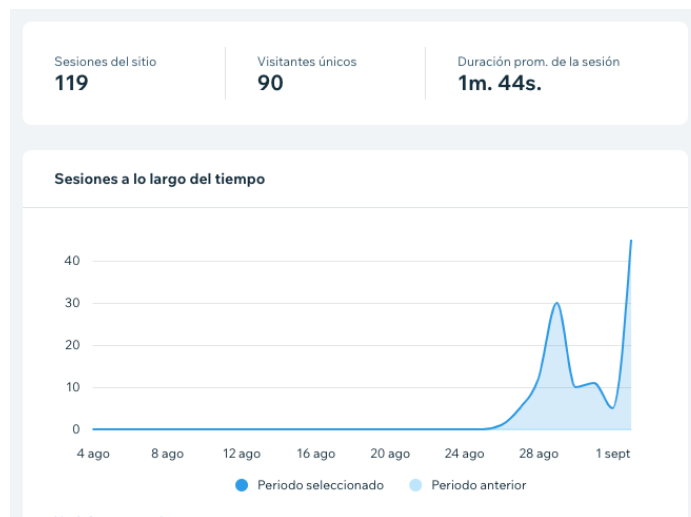 Sesiones del sitio
119
Visitantes únicos
90
Duración prom. de la sesión
1m. 44s.
Sesiones a lo largo del tiempo
40
30
20
10
0
4 ago 8 ago 12 ago 16 ago 20 ago 24 ago 28 ago 1 sept
Periodo seleccionado Periodo anterior